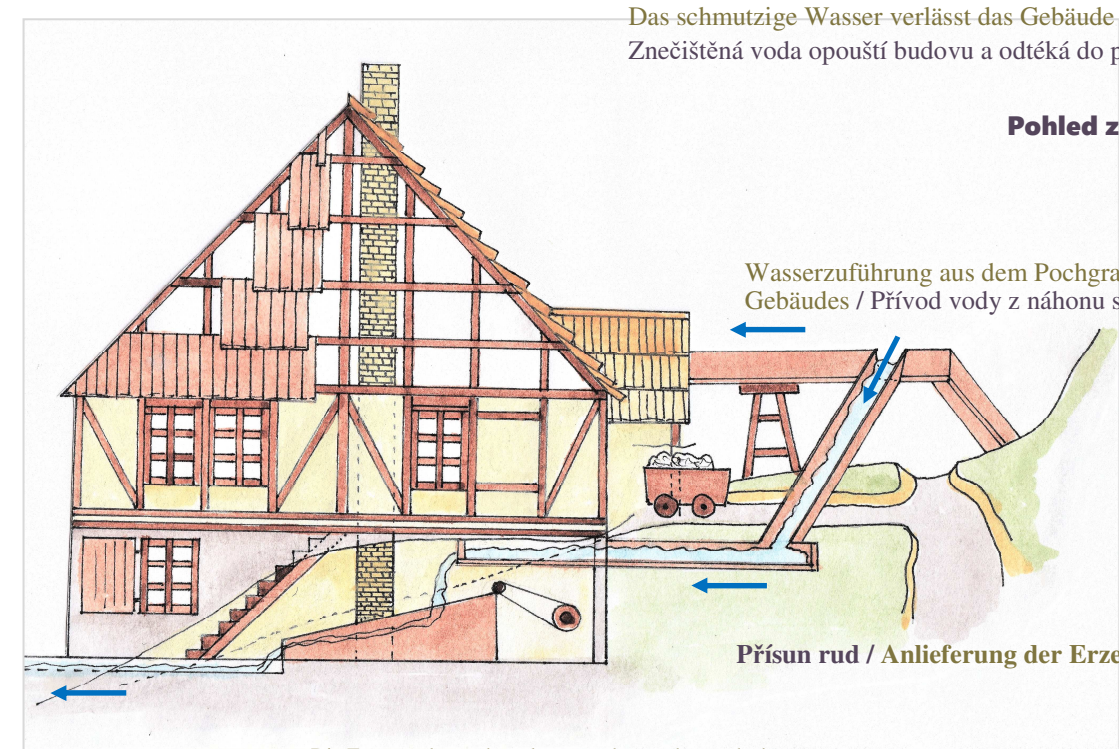 Das schmutzige Wasser verlässt das Gebäude
Znečištěná voda opouští budovu a odtéká do p
Pohled z
Wasserzuführung aus dem Pochgra
Gebäudes / Přívod vody z náhonu s
Přísun rud / Anlieferung der Erze